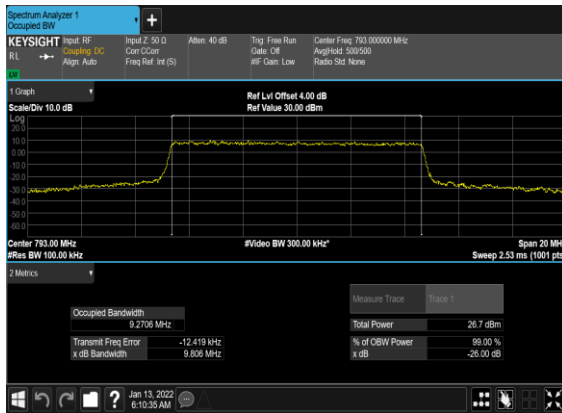 Spectrum Analyzer 1
Occupied BW
KEYSIGHT
RL
Input: RF
Coupling: DC
Align: Auto
Input Z: 50 Ω
Corr CCorr
Freq Ref: Int (S)
Atten: 40 dB
Trig: Free Run
Gate: Off
#IF Gain: Low
Center Freq: 793.000000 MHz
Avg|Hold: 500/500
Radio Std: None
1 Graph
Scale/Div 10.0 dB
Ref Lvl Offset 4.00 dB
Ref Value 30.00 dBm
Log
20.0
10.0
0.00
-10.0
-20.0
-30.0
-40.0
-50.0
-60.0
Center 793.00 MHz
#Video BW 300.00 kHz*
Span 20 MH
#Res BW 100.00 kHz
Sweep 2.53 ms (1001 pts
2 Metrics
Measure Trace
Trace 1
Occupied Bandwidth
9.2706 MHz
Total Power
26.7 dBm
Transmit Freq Error
-12.419 kHz
% of OBW Power
99.00 %
x dB Bandwidth
9.806 MHz
x dB
-26.00 dB
Jan 13, 2022
6:10:35 AM